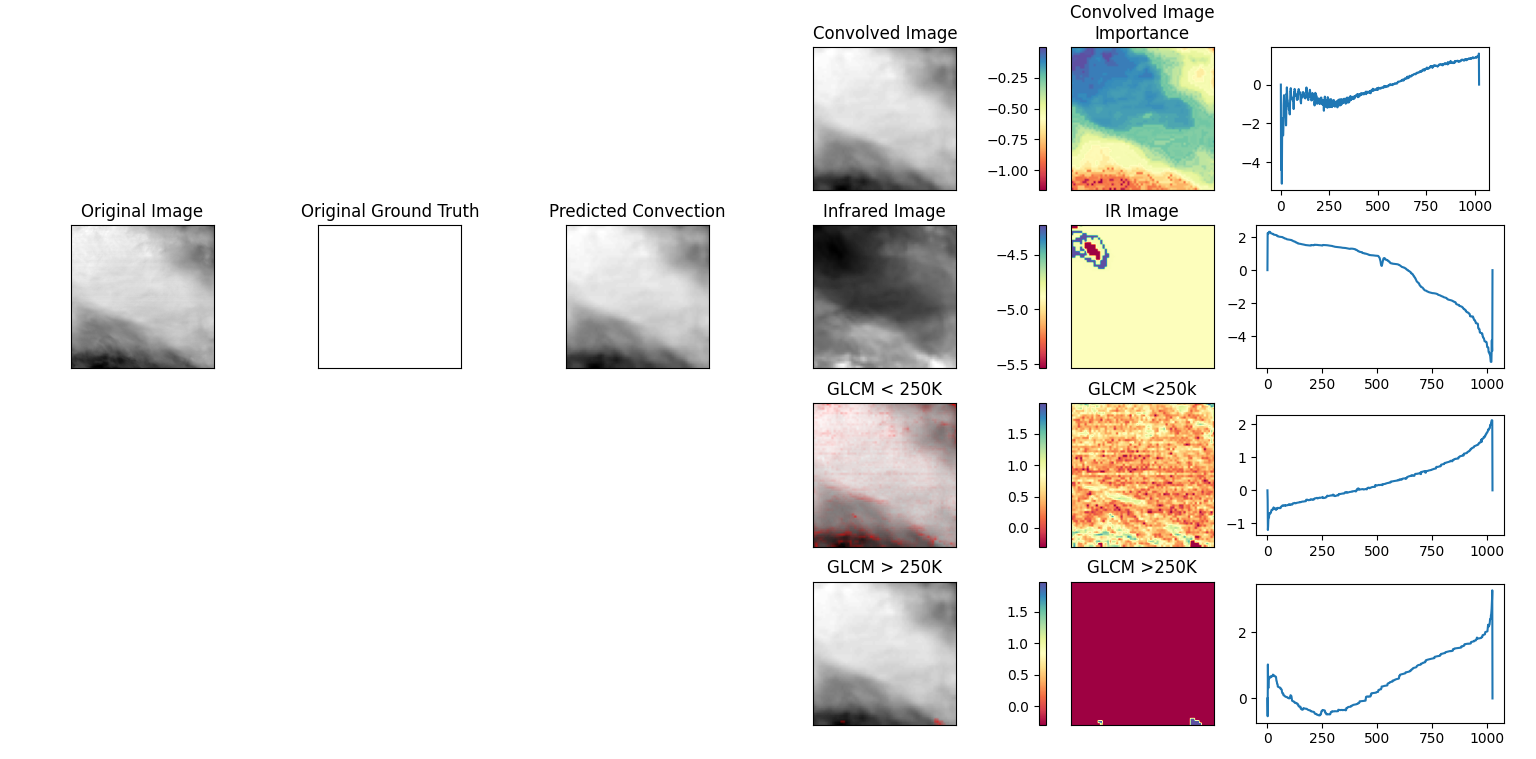 Convolved Image
Convolved Image
Importance
−0.25
−0.50
−0.75
−1.00
0
−2
−4
0 250 500 750 1000
Original Image
Original Ground Truth
Predicted Convection
Infrared Image
IR Image
−4.5
−5.0
−5.5
2
0
−2
−4
0 250 500 750 1000
GLCM < 250K
GLCM <250k
1.5
1.0
0.5
0.0
2
1
0
−1
0 250 500 750 1000
GLCM > 250K
GLCM >250K
1.5
1.0
0.5
0.0
2
0
0 250 500 750 1000